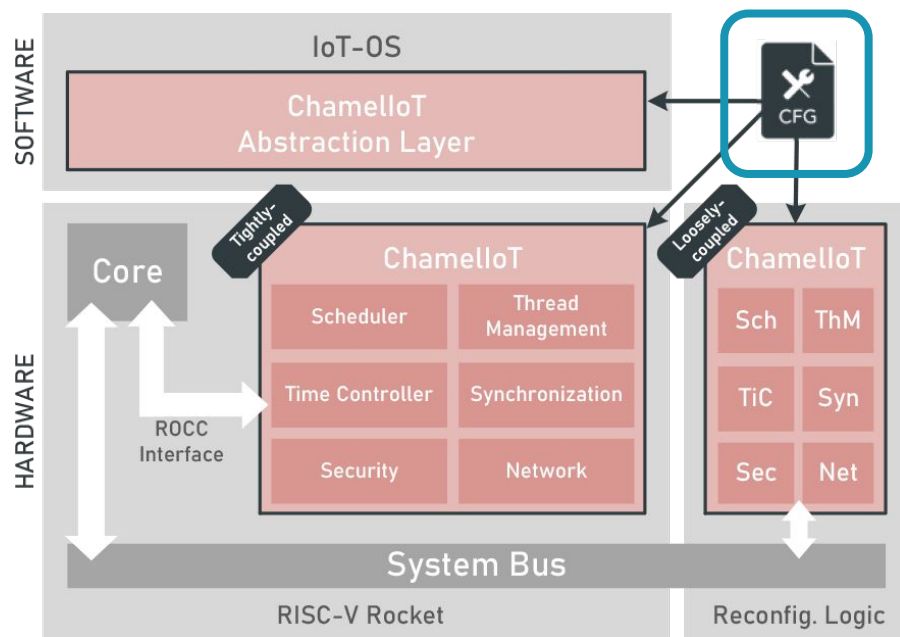 SOFTWARE
IoT-OS
ChamelIoT
Abstraction Layer
CFG
HARDWARE
Tightly-
coupled
Loosely-
coupled
Core
ROCC
Interface
ChamelIoT
Scheduler
Thread
Management
Time Controller
Synchronization
Security
Network
ChamelIoT
Sch
ThM
TiC
Syn
Sec
Net
System Bus
RISC-V Rocket
Reconfig. Logic